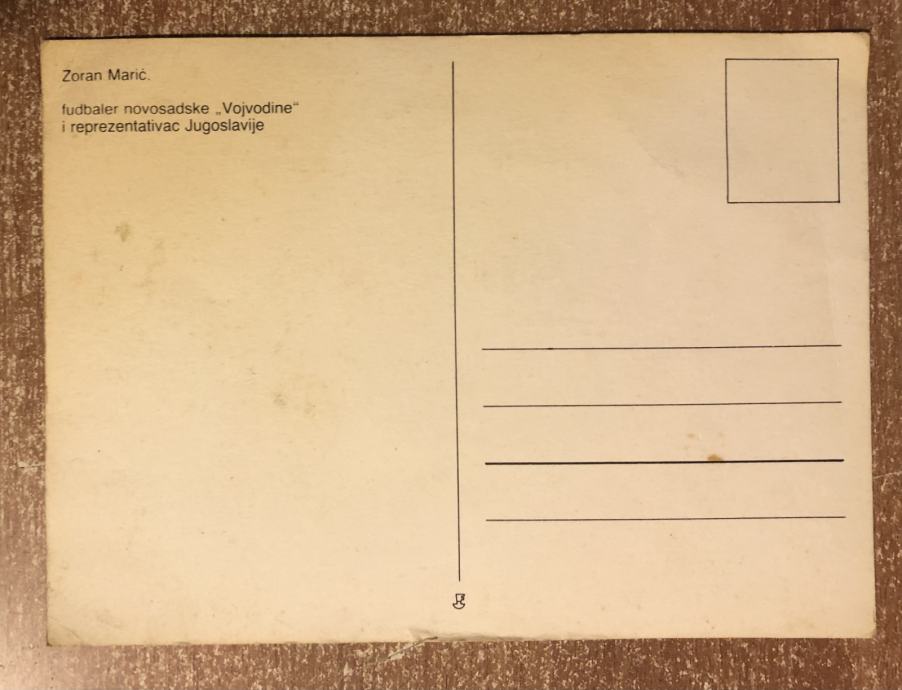 Zoran Marić.
fudbaler novosadske „Vojvodine“
i reprezentativac Jugoslavije